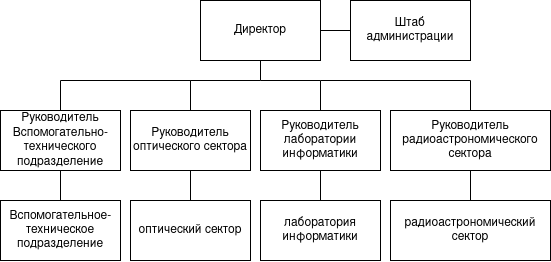 Директор
Штаб
администрации
Руководитель
Вспомогательно-
технического
подразделение
Руководитель
оптического сектора
Руководитель
лаборатории
информатики
Руководитель
радиоастрономического
сектора
Вспомогательное-
техническое
подразделение
оптический сектор
лаборатория
информатики
радиоастрономический
сектор